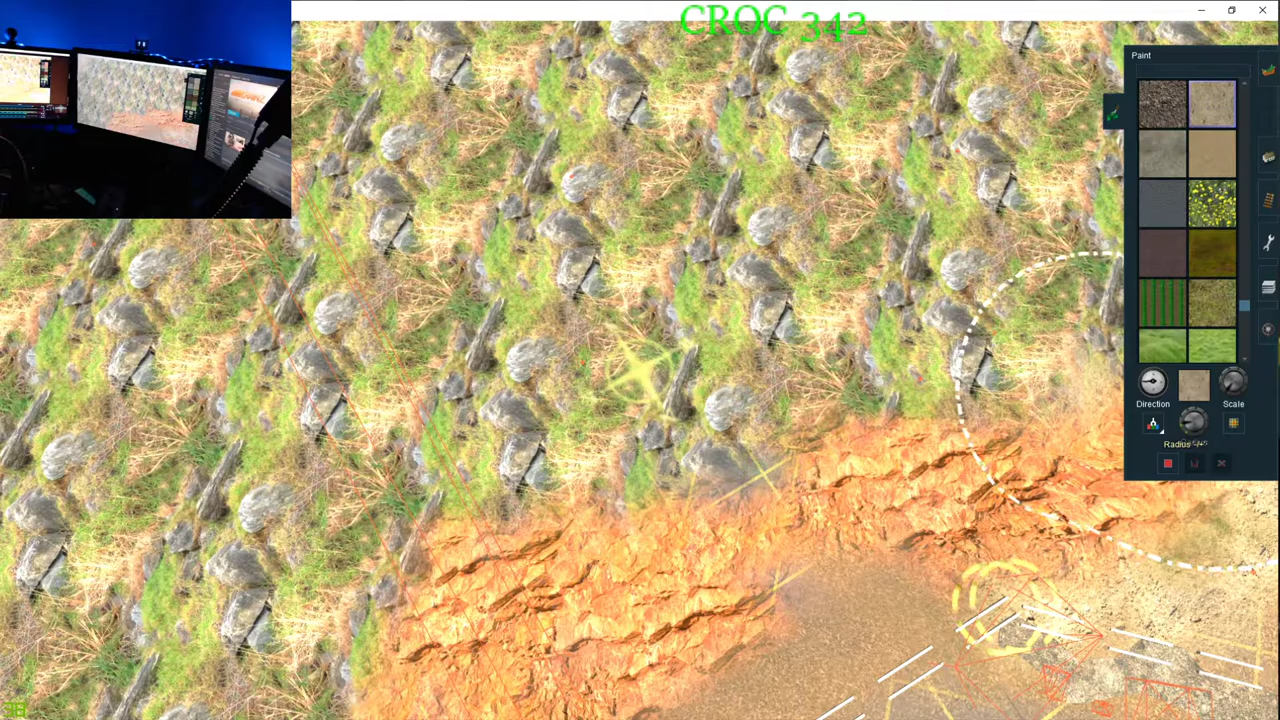 CROC 342
Paint
Direction
Scale
Radius -/+